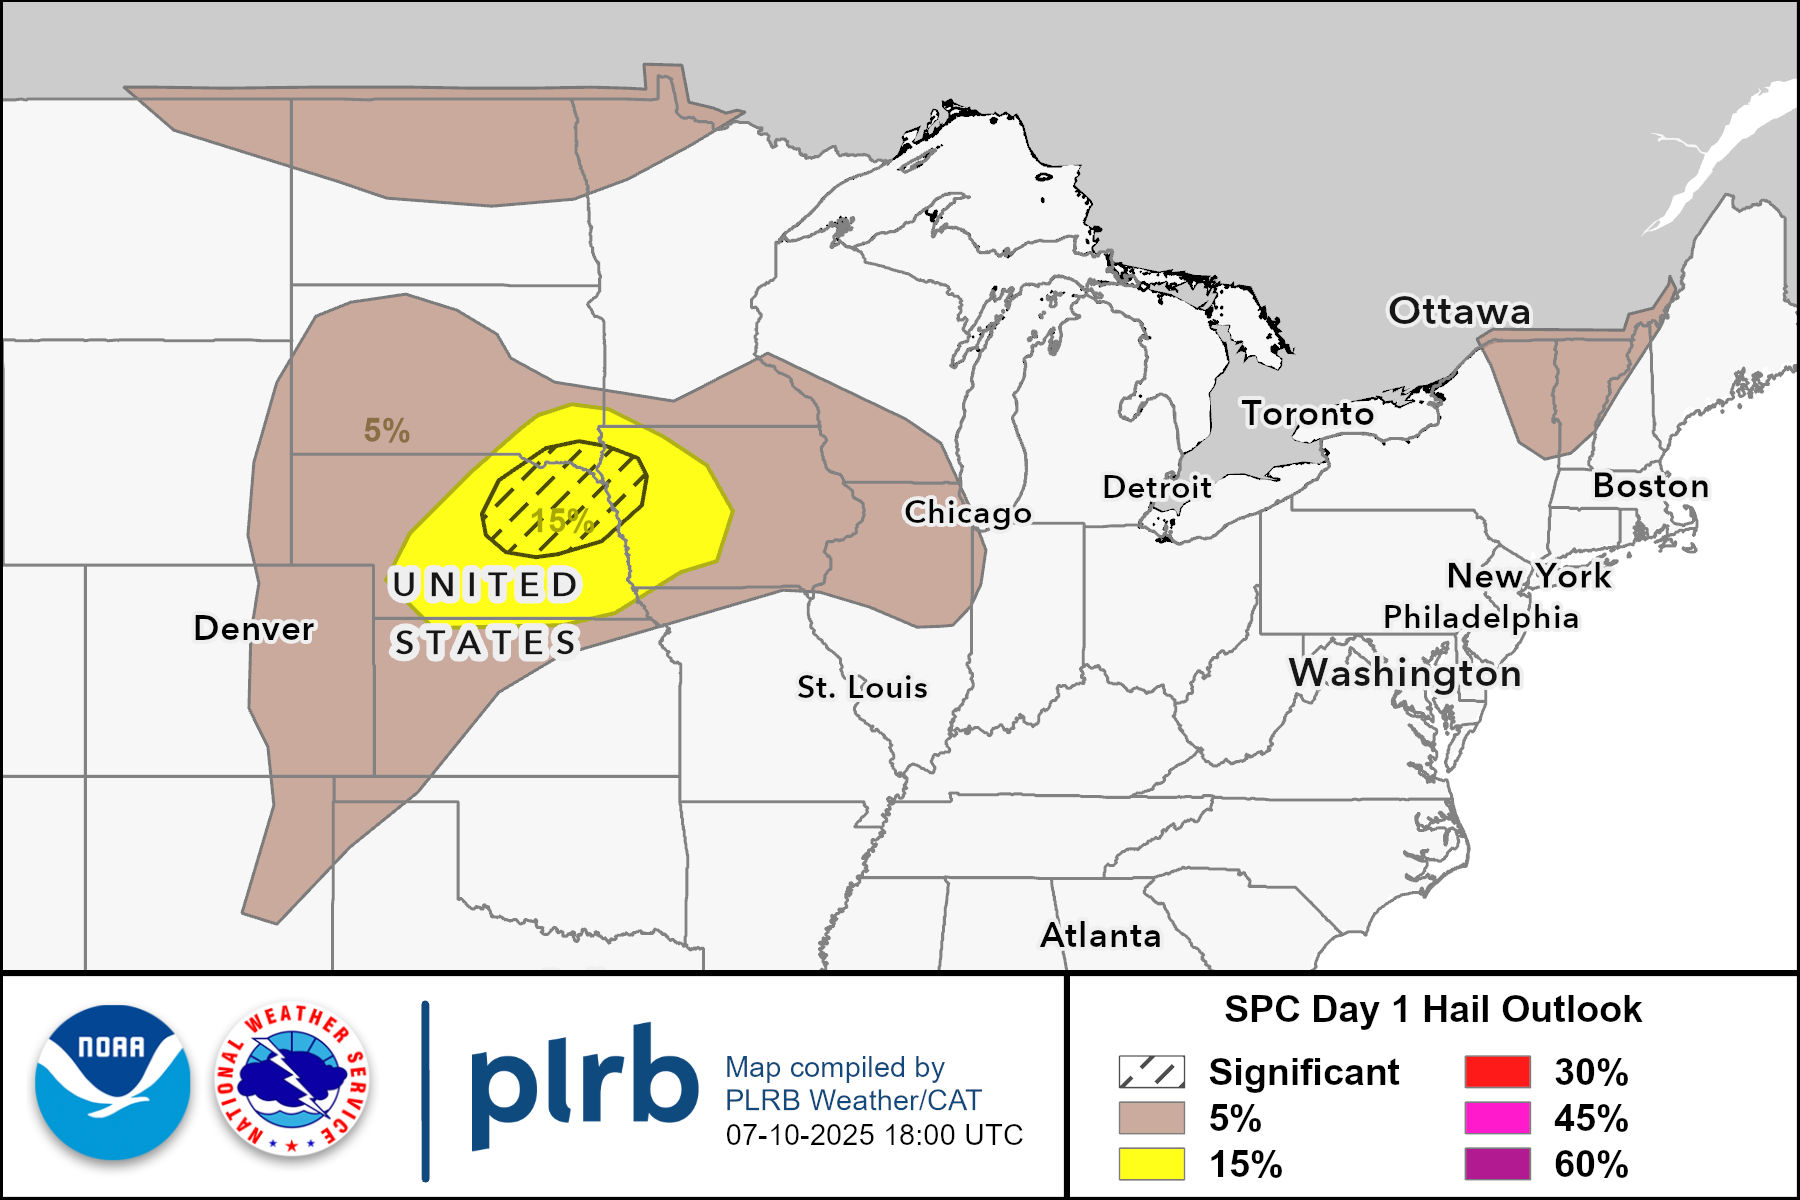 Ottawa
Toronto
5%
Detroit
Boston
Chicago
15%
UNITED
STATES
New York
Philadelphia
Denver
Washington
St. Louis
Atlanta
NOAA
NATIONAL WEATHER SERVICE
plrb
Map compiled by
PLRB Weather/CAT
07-10-2025 18:00 UTC
SPC Day 1 Hail Outlook
Significant
5%
15%
30%
45%
60%